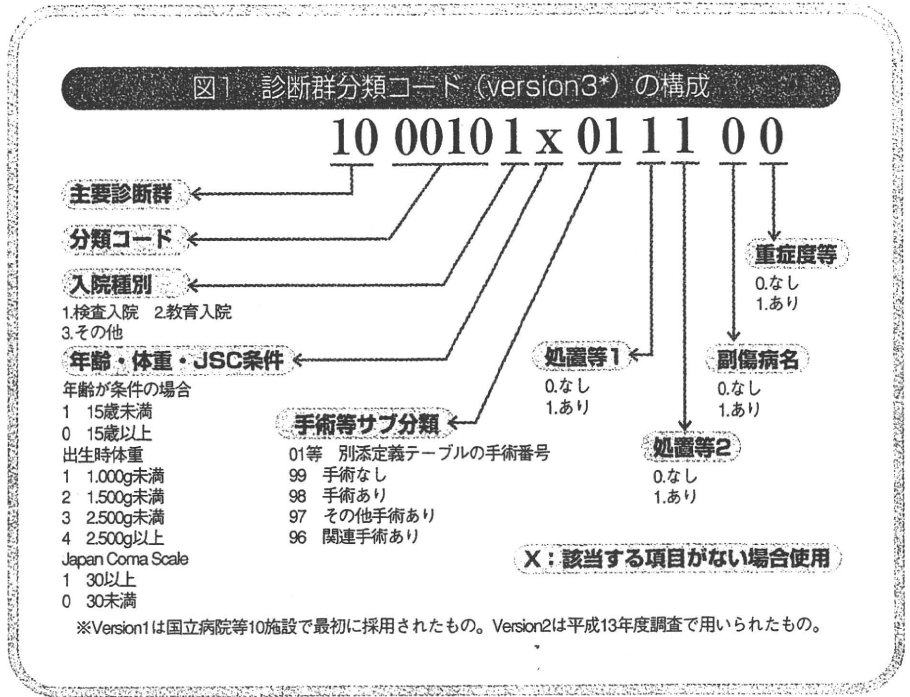 図1　診断群分類コード（version3*）の構成
10 00101 1 x 01 1 1 0 0
主要診断群
分類コード
入院種別
1.検査入院　2.教育入院
3.その他
年齢・体重・JSC条件
年齢が条件の場合
1　15歳未満
0　15歳以上
出生時体重
1　1.000g未満
2　1.500g未満
3　2.500g未満
4　2.500g以上
Japan Coma Scale
1　30以上
0　30未満
手術等サブ分類
01等　別添定義テーブルの手術番号
99　手術なし
98　手術あり
97　その他手術あり
96　関連手術あり
処置等1
0.なし
1.あり
処置等2
0.なし
1.あり
副傷病名
0.なし
1.あり
重症度等
0.なし
1.あり
X：該当する項目がない場合使用
※Version1は国立病院等10施設で最初に採用されたもの。Version2は平成13年度調査で用いられたもの。